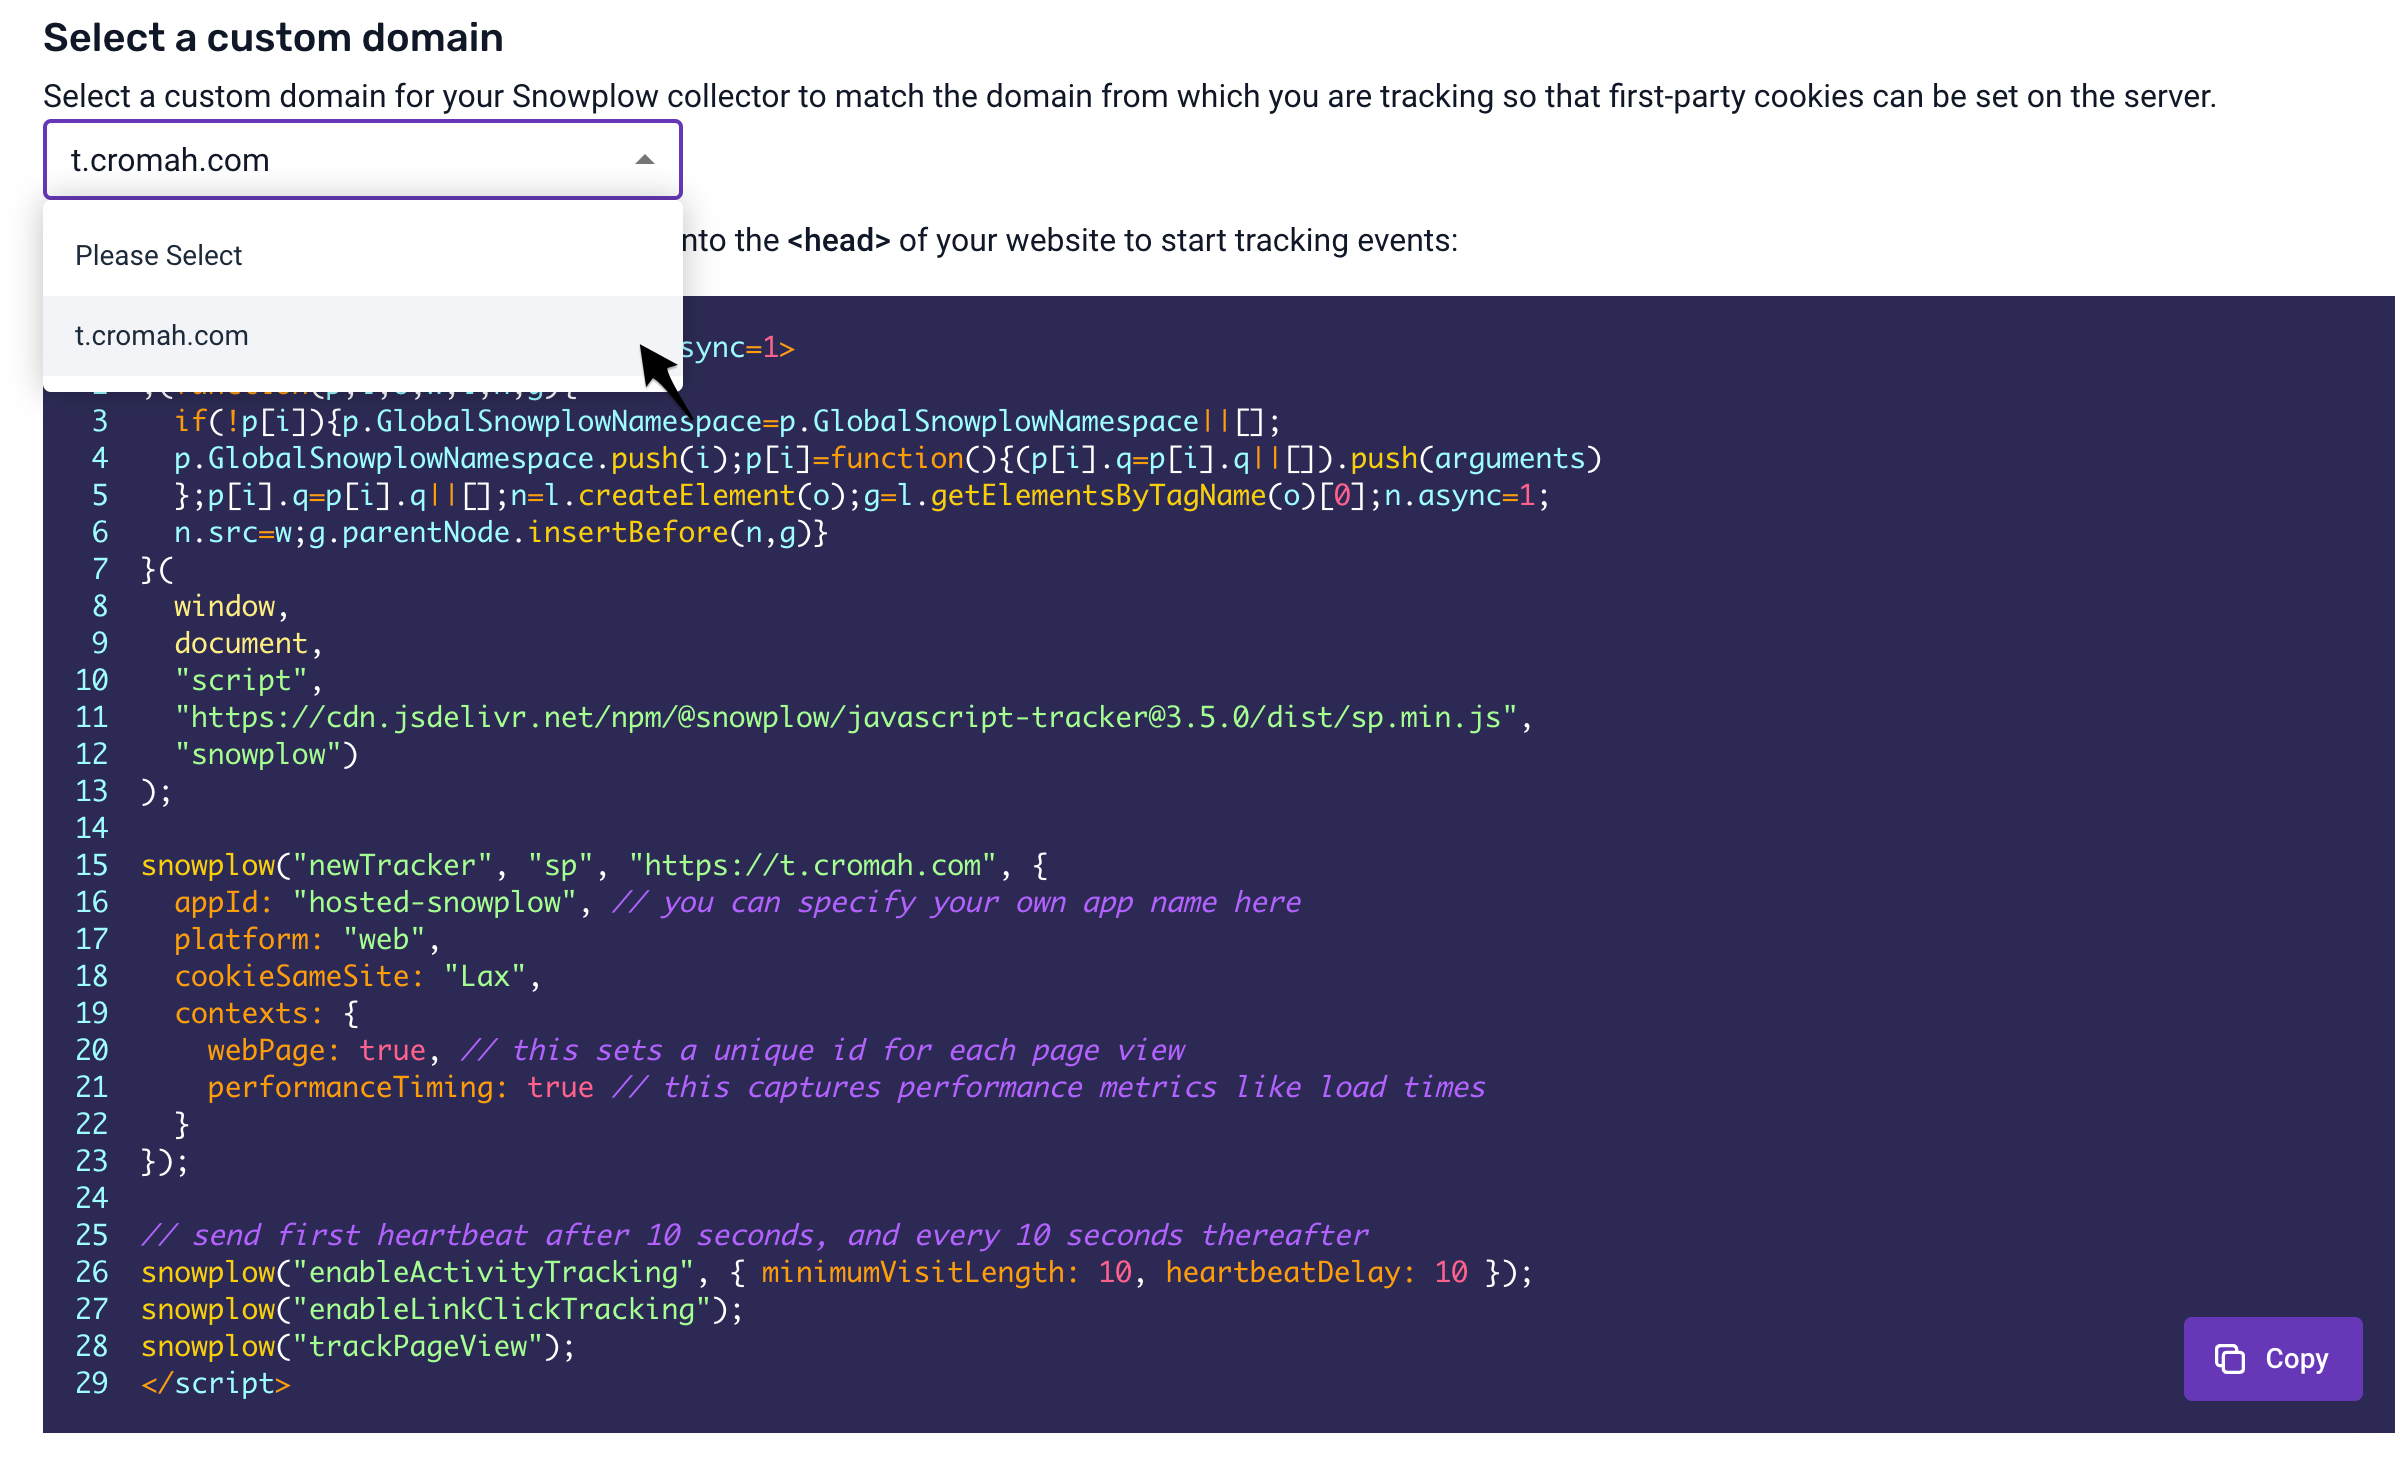 Select a custom domain
Select a custom domain for your Snowplow collector to match the domain from which you are tracking so that first-party cookies can be set on the server.
t.cromah.com
Please Select
t.cromah.com
nto the <head> of your website to start tracking events:
sync=1>
3 if(!p[i]){p.GlobalSnowplowNamespace=p.GlobalSnowplowNamespace||[];
4 p.GlobalSnowplowNamespace.push(i);p[i]=function(){(p[i].q=p[i].q||[]).push(arguments)
5 };p[i].q=p[i].q||[];n=l.createElement(o);g=l.getElementsByTagName(o)[0];n.async=1;
6 n.src=w;g.parentNode.insertBefore(n,g)}
7 }(
8 window,
9 document,
10 "script",
11 "https://cdn.jsdelivr.net/npm/@snowplow/javascript-tracker@3.5.0/dist/sp.min.js",
12 "snowplow")
13 );
14
15 snowplow("newTracker", "sp", "https://t.cromah.com", {
16 appId: "hosted-snowplow", // you can specify your own app name here
17 platform: "web",
18 cookieSameSite: "Lax",
19 contexts: {
20 webPage: true, // this sets a unique id for each page view
21 performanceTiming: true // this captures performance metrics like load times
22 }
23 });
24
25 // send first heartbeat after 10 seconds, and every 10 seconds thereafter
26 snowplow("enableActivityTracking", { minimumVisitLength: 10, heartbeatDelay: 10 });
27 snowplow("enableLinkClickTracking");
28 snowplow("trackPageView");
29 </script>
Copy